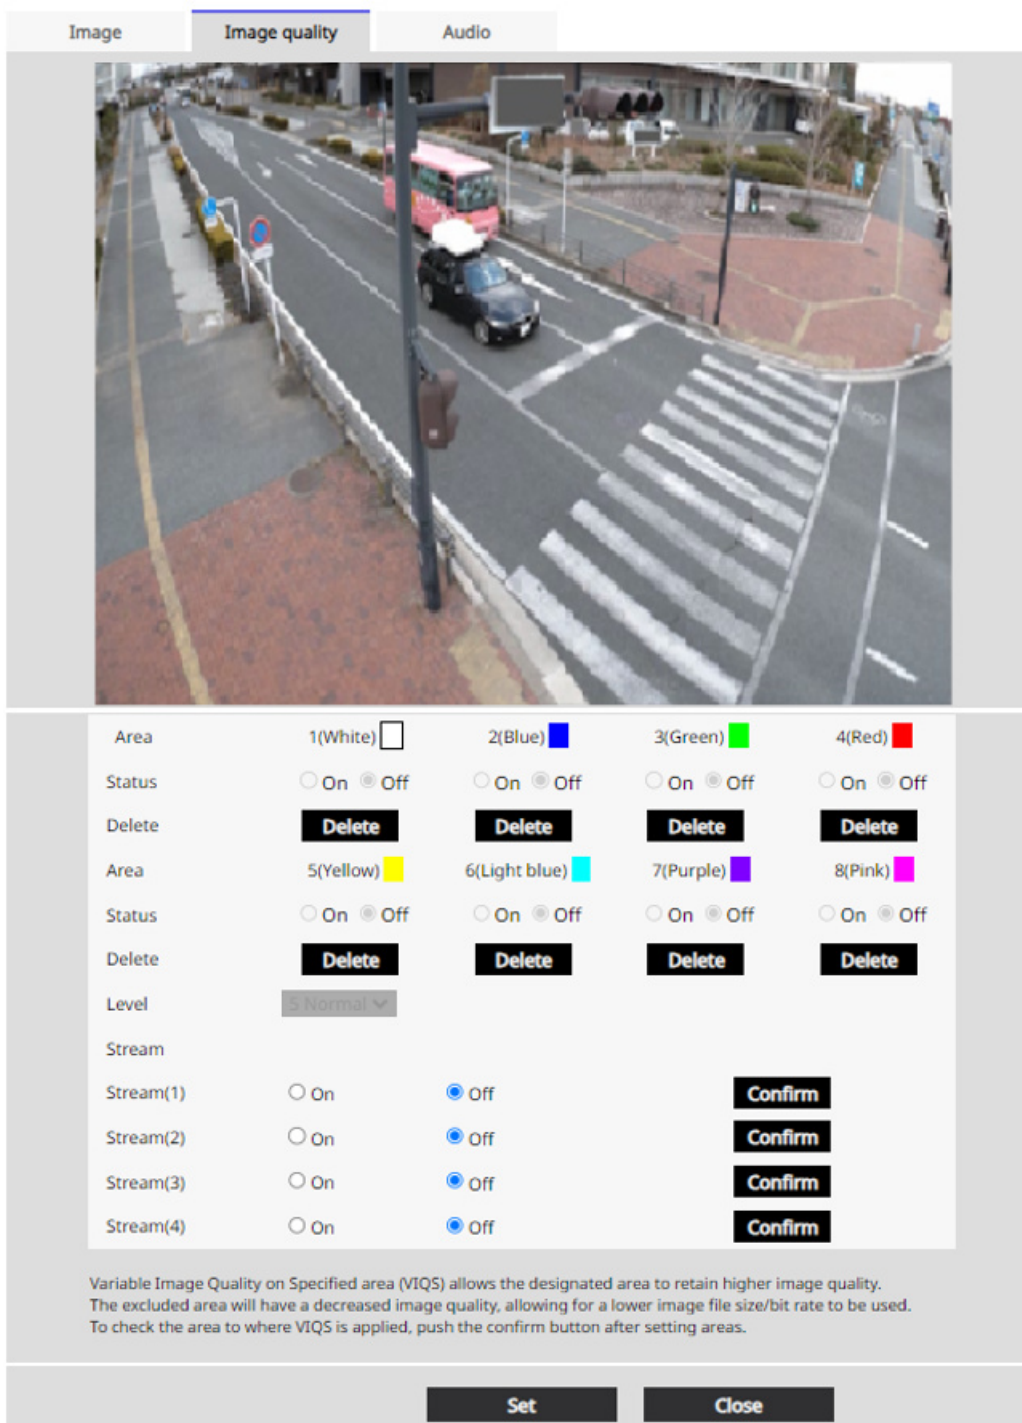 Image Image quality Audio
Area 1(White) 2(Blue) 3(Green) 4(Red)
Status On Off On Off On Off On Off
Delete Delete Delete Delete Delete
Area 5(Yellow) 6(Light blue) 7(Purple) 8(Pink)
Status On Off On Off On Off On Off
Delete Delete Delete Delete Delete
Level 5 Normal
Stream
Stream(1) On Off Confirm
Stream(2) On Off Confirm
Stream(3) On Off Confirm
Stream(4) On Off Confirm
Variable Image Quality on Specified area (VIQS) allows the designated area to retain higher image quality.
The excluded area will have a decreased image quality, allowing for a lower image file size/bit rate to be used.
To check the area to where VIQS is applied, push the confirm button after setting areas.
Set Close